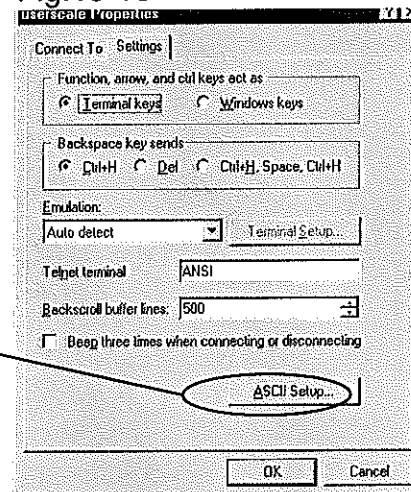 userscale Properties
Connect To Settings
Function, arrow, and ctrl keys act as
Terminal keys Windows keys
Backspace key sends
Ctrl+H Del Ctrl+H, Space, Ctrl+H
Emulation:
Auto detect Terminal Setup...
Telnet terminal ANSI
Backscroll buffer lines: 500
Beep three times when connecting or disconnecting
ASCII Setup...
OK Cancel